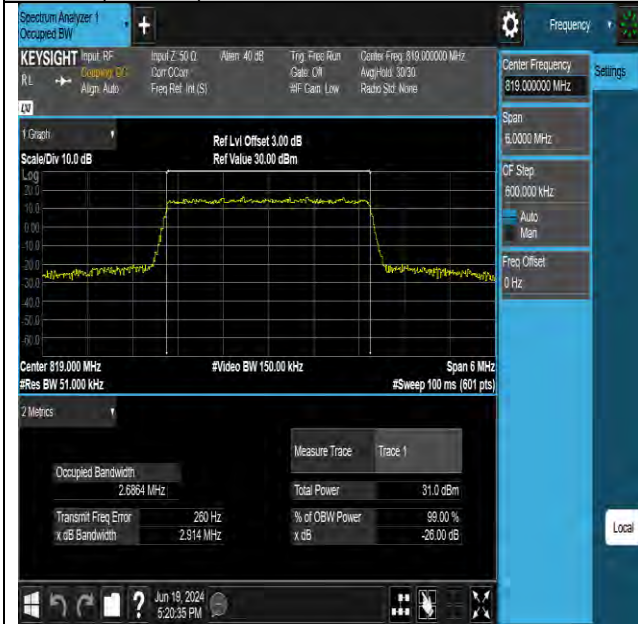 Spectrum Analyzer 1
Occupied BW
Frequency
KEYSIGHT
RL
Input: RF
Coupling: DC
Align: Auto
Input Z: 50 Ω
Corr CCorr
Freq Ref: Int (S)
Atten: 40 dB
Trig: Free Run
Gate: Off
#IF Gain: Low
Center Freq: 819.000000 MHz
Avg|Hold: 30/30
Radio Std: None
LNI
1 Graph
Scale/Div 10.0 dB
Ref Lvl Offset 3.00 dB
Ref Value 30.00 dBm
Log
20.0
10.0
0.00
-10.0
-20.0
-30.0
-40.0
-50.0
-60.0
Center 819.000 MHz
#Res BW 51.000 kHz
#Video BW 150.00 kHz
Span 6 MHz
#Sweep 100 ms (601 pts)
2 Metrics
Measure Trace Trace 1
Occupied Bandwidth
2.6864 MHz
Total Power 31.0 dBm
Transmit Freq Error 260 Hz
% of OBW Power 99.00 %
x dB Bandwidth 2.914 MHz
x dB -26.00 dB
Center Frequency
819.000000 MHz
Settings
Span
6.0000 MHz
CF Step
600.000 kHz
Auto
Man
Freq Offset
0 Hz
Local
?
Jun 19, 2024
5:20:35 PM